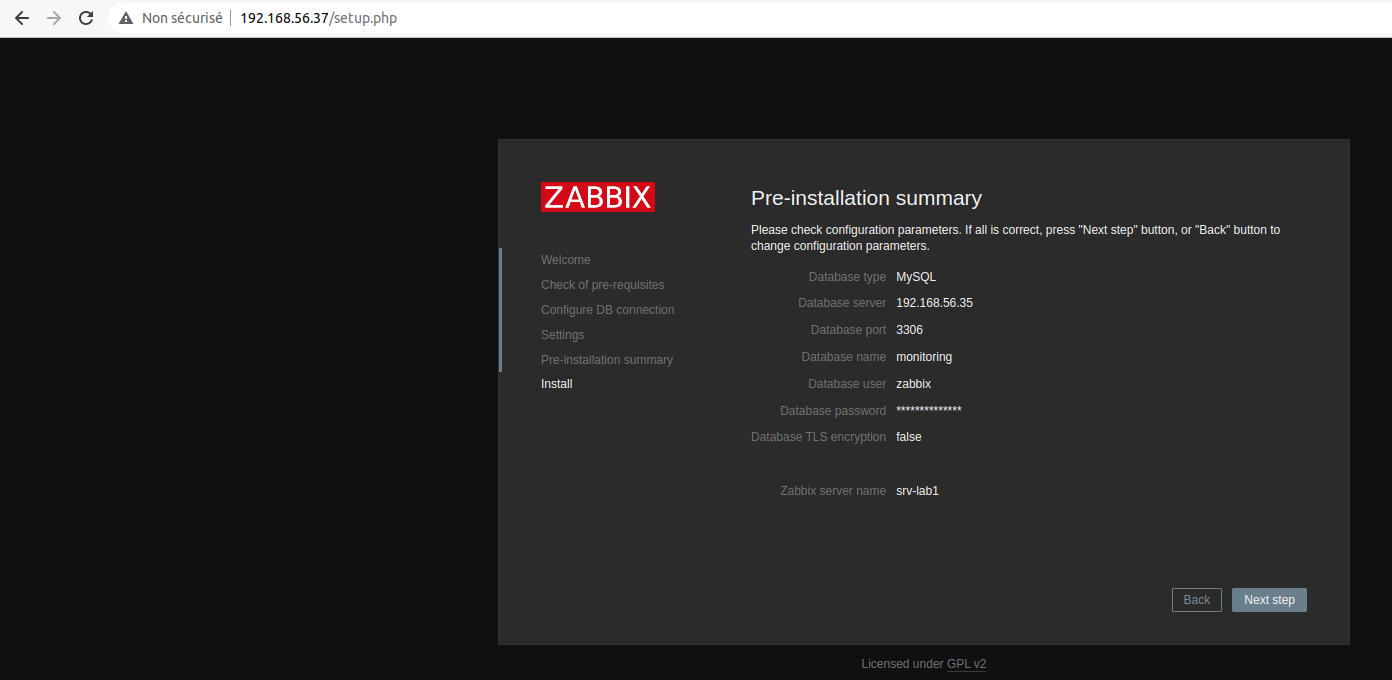 Non sécurisé | 192.168.56.37/setup.php
ZABBIX
Welcome
Check of pre-requisites
Configure DB connection
Settings
Pre-installation summary
Install
Pre-installation summary
Please check configuration parameters. If all is correct, press "Next step" button, or "Back" button to
change configuration parameters.
Database type MySQL
Database server 192.168.56.35
Database port 3306
Database name monitoring
Database user zabbix
Database password **************
Database TLS encryption false
Zabbix server name srv-lab1
Back Next step
Licensed under GPL v2